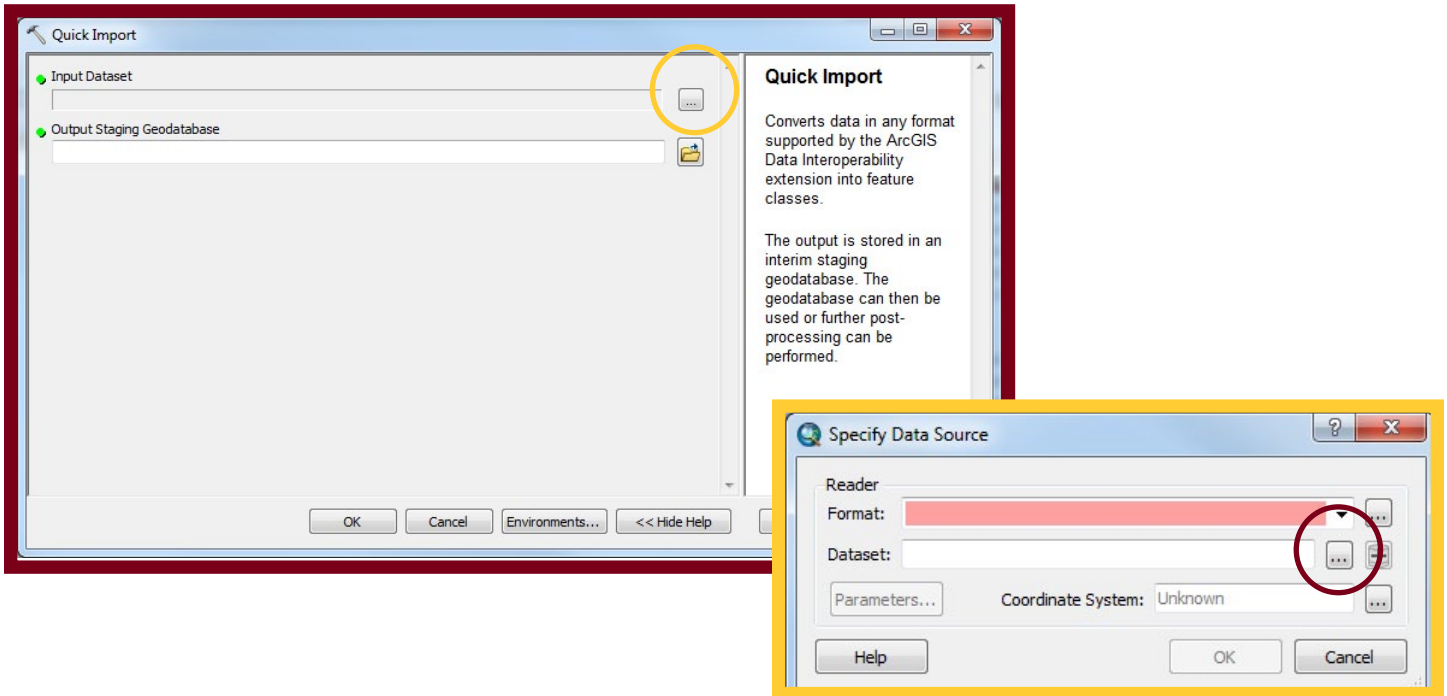 Quick Import
Input Dataset
...
Output Staging Geodatabase
OK
Cancel
Environments...
<< Hide Help
Quick Import
Converts data in any format
supported by the ArcGIS
Data Interoperability
extension into feature
classes.
The output is stored in an
interim staging
geodatabase. The
geodatabase can then be
used or further post-
processing can be
performed.
Specify Data Source
?
Reader
Format:
...
Dataset:
...
Parameters...
Coordinate System:
Unknown
...
Help
OK
Cancel